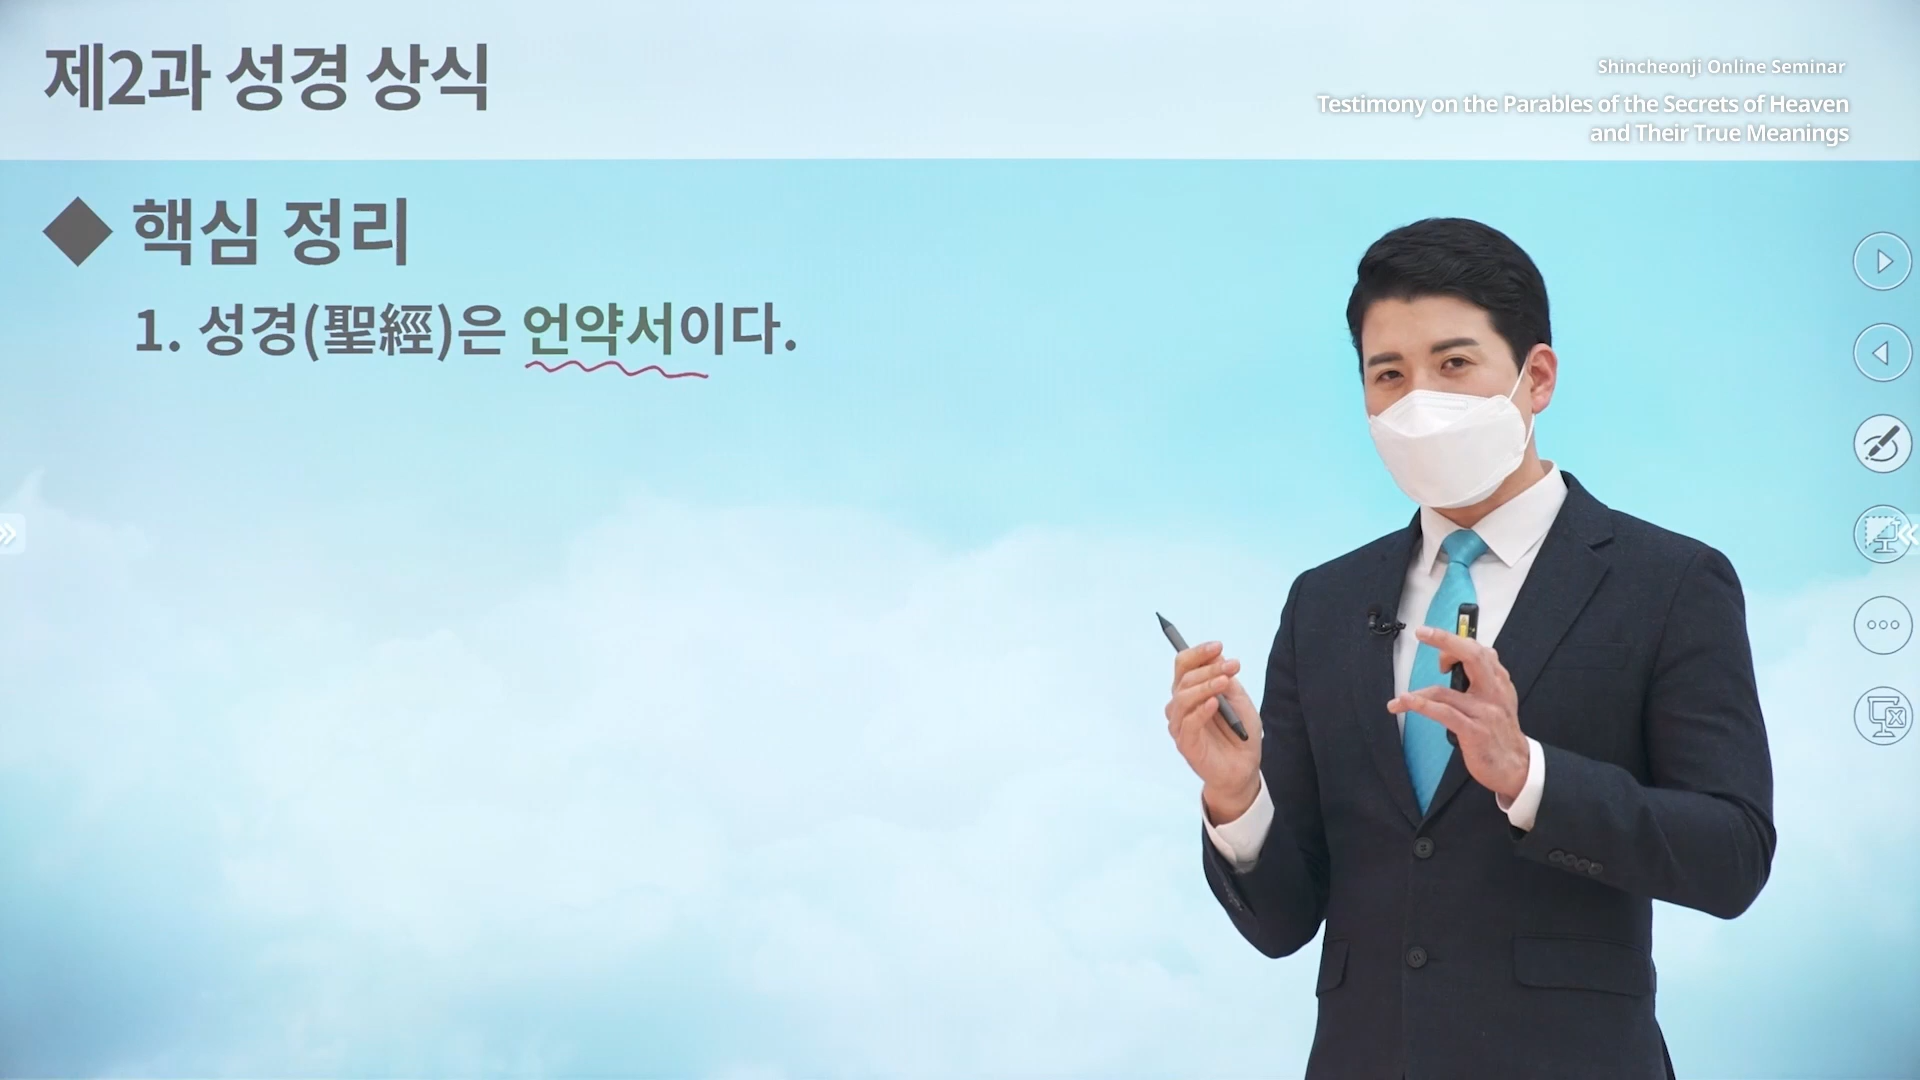 제2과 성경 상식
Shincheonji Online Seminar
Testimony on the Parables of the Secrets of Heaven
and Their True Meanings
◆ 핵심 정리
1. 성경(聖經)은 언약서이다.